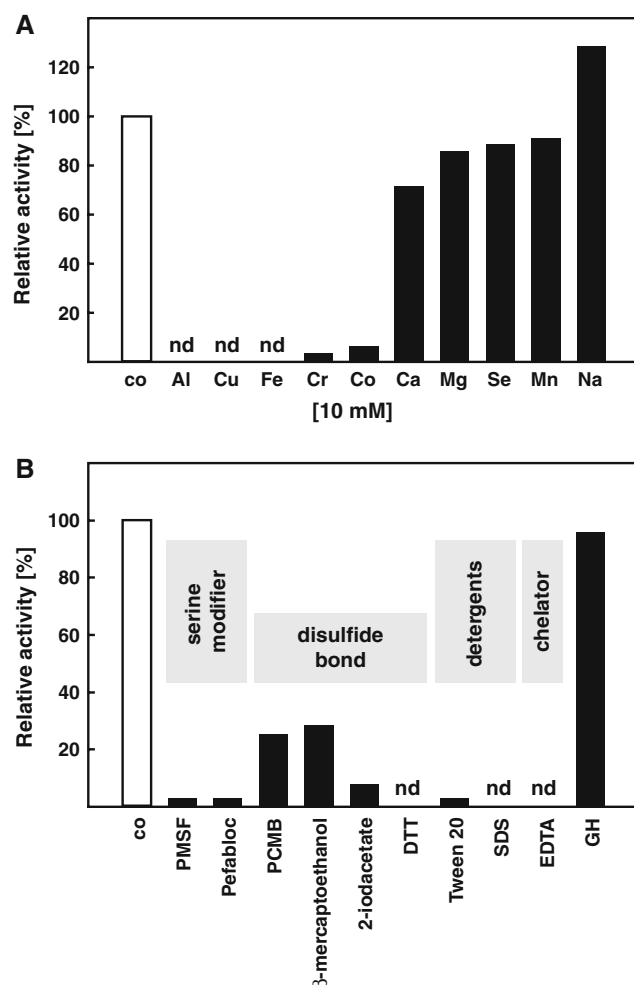 A
Relative activity [%]
120
100
80
60
40
20
nd nd nd
co Al Cu Fe Cr Co Ca Mg Se Mn Na
[10 mM]
B
Relative activity [%]
100
80
60
40
20
serine
modifier
disulfide
bond
detergents
chelator
nd nd nd
co
PMSF
Pefabloc
PCMB
β-mercaptoethanol
2-iodacetate
DTT
Tween 20
SDS
EDTA
GH